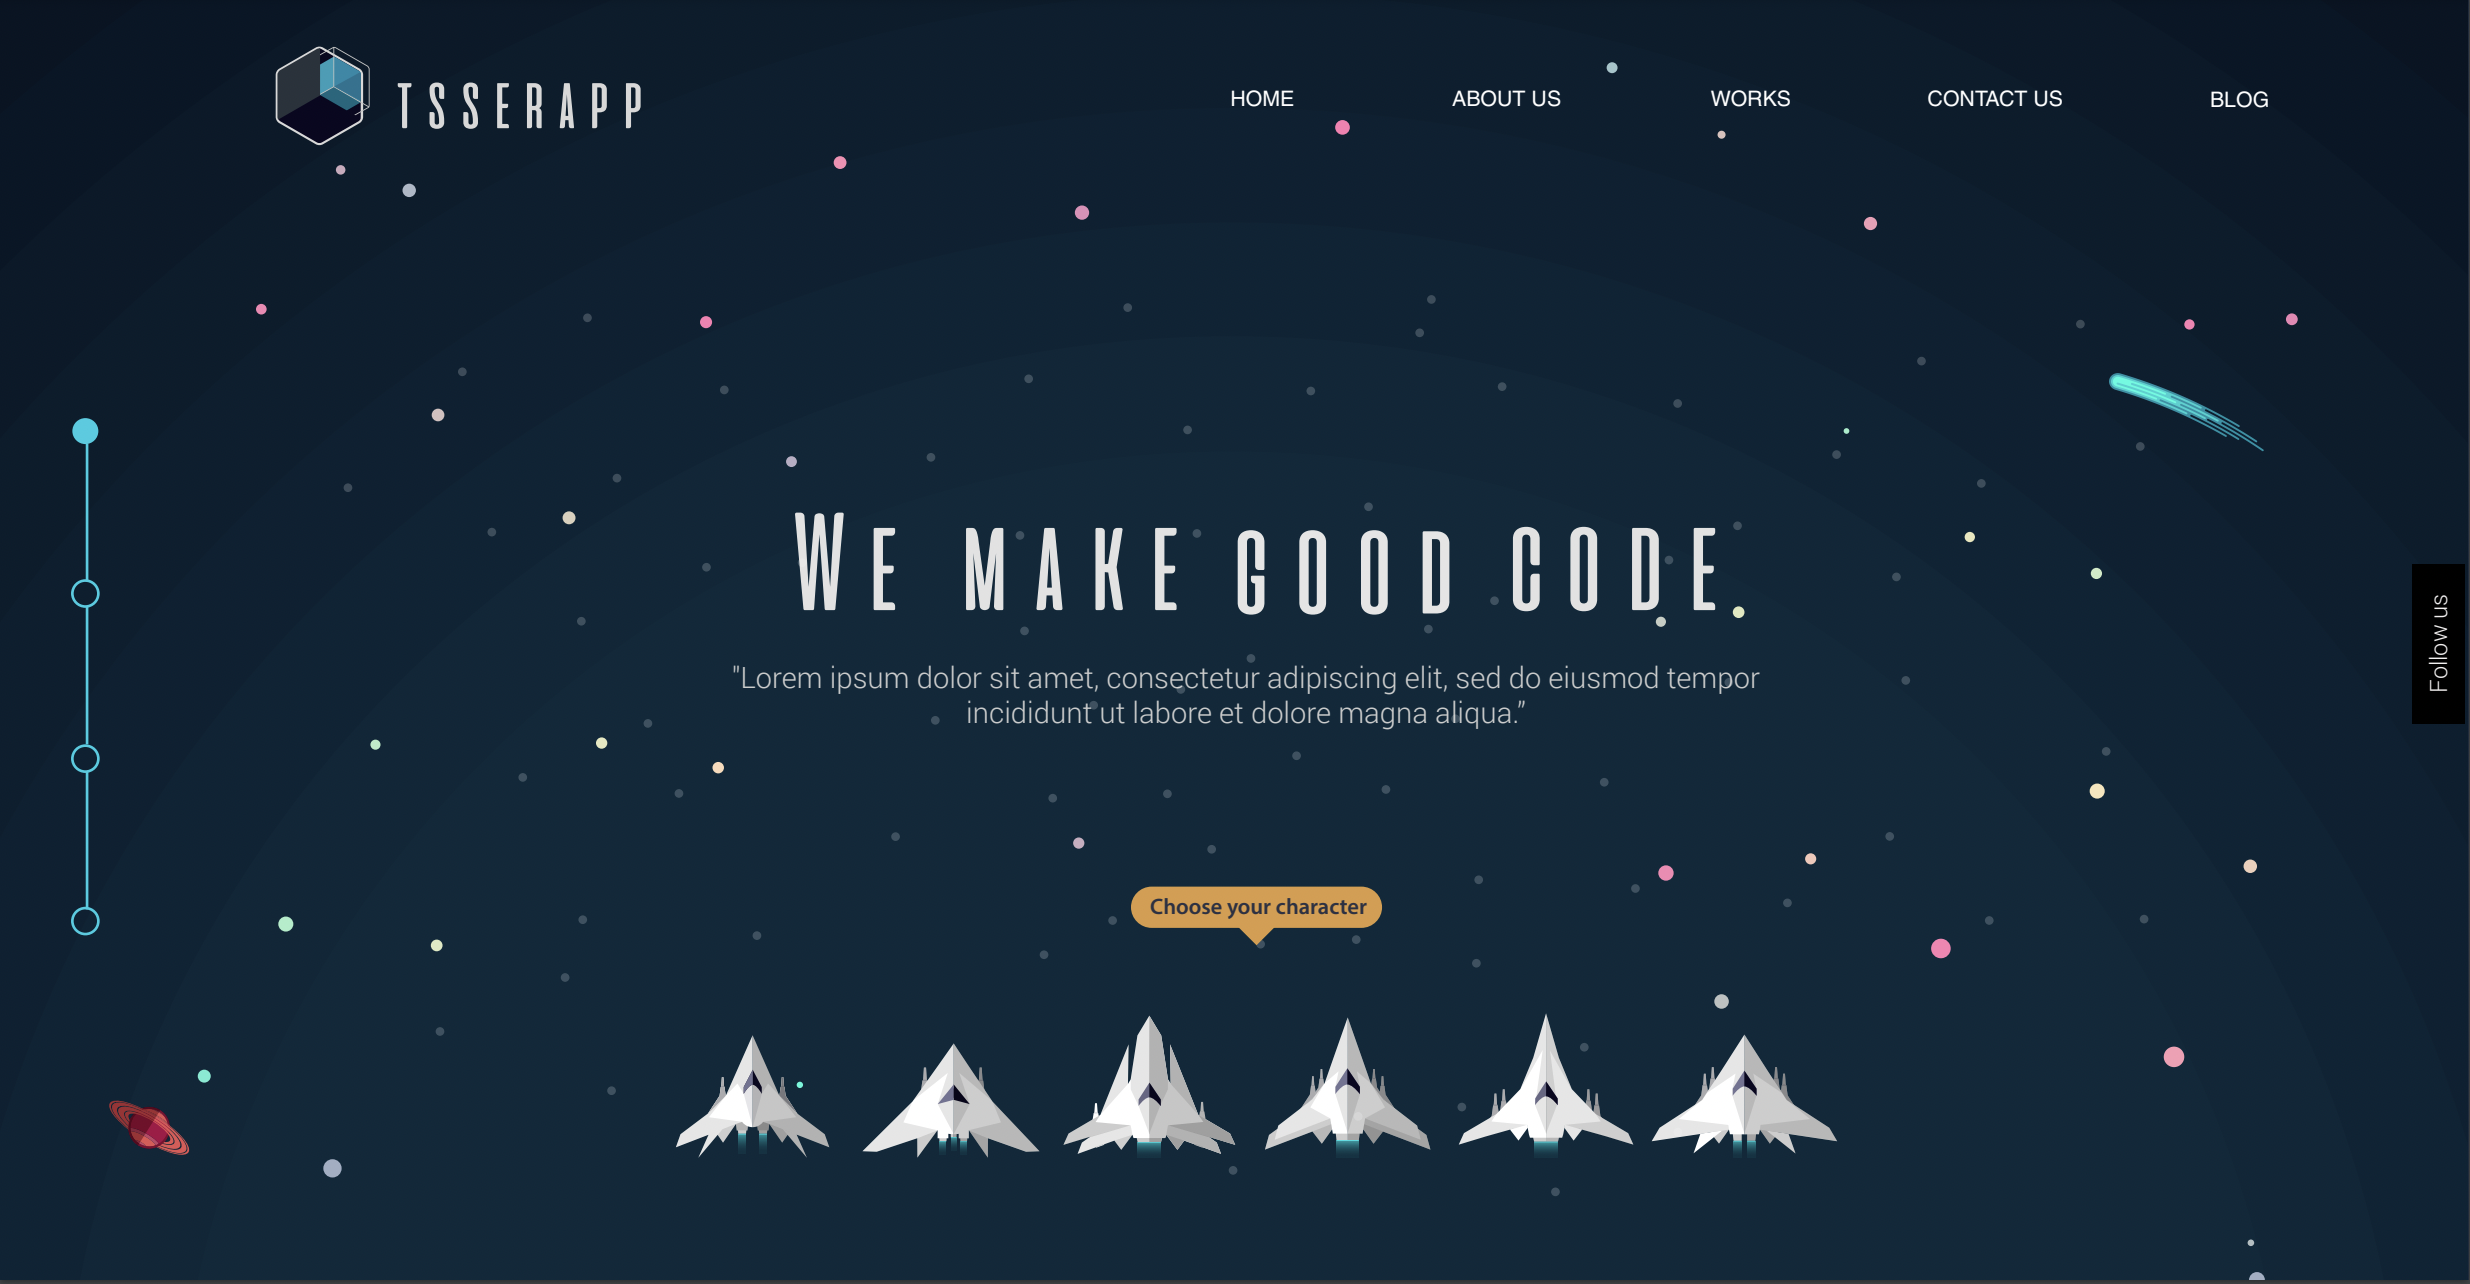 TSSERAPP
HOME
ABOUT US
WORKS
CONTACT US
BLOG
WE MAKE GOOD CODE
"Lorem ipsum dolor sit amet, consectetur adipiscing elit, sed do eiusmod tempor
incididunt ut labore et dolore magna aliqua.”
Follow us
Choose your character